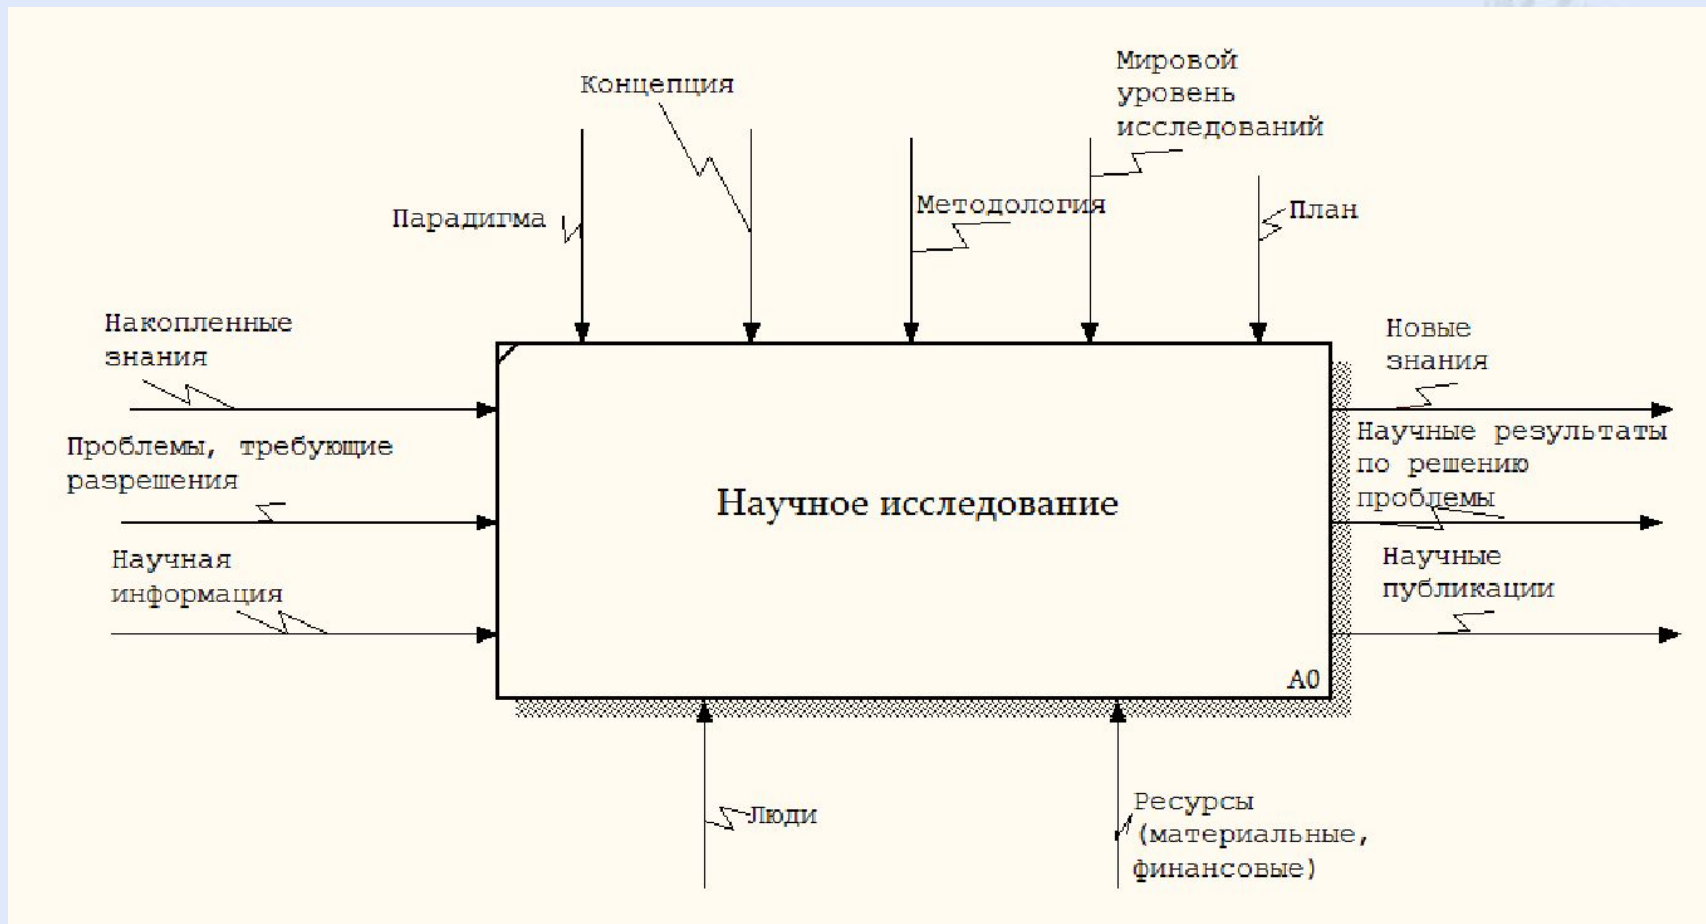 Концепция
Мировой
уровень
исследований
Парадигма
Методология
План
Накопленные
знания
Проблемы, требующие
разрешения
Научная
информация
Научное исследование
A0
Новые
знания
Научные результаты
по решению
проблемы
Научные
публикации
Люди
Ресурсы
(материальные,
финансовые)